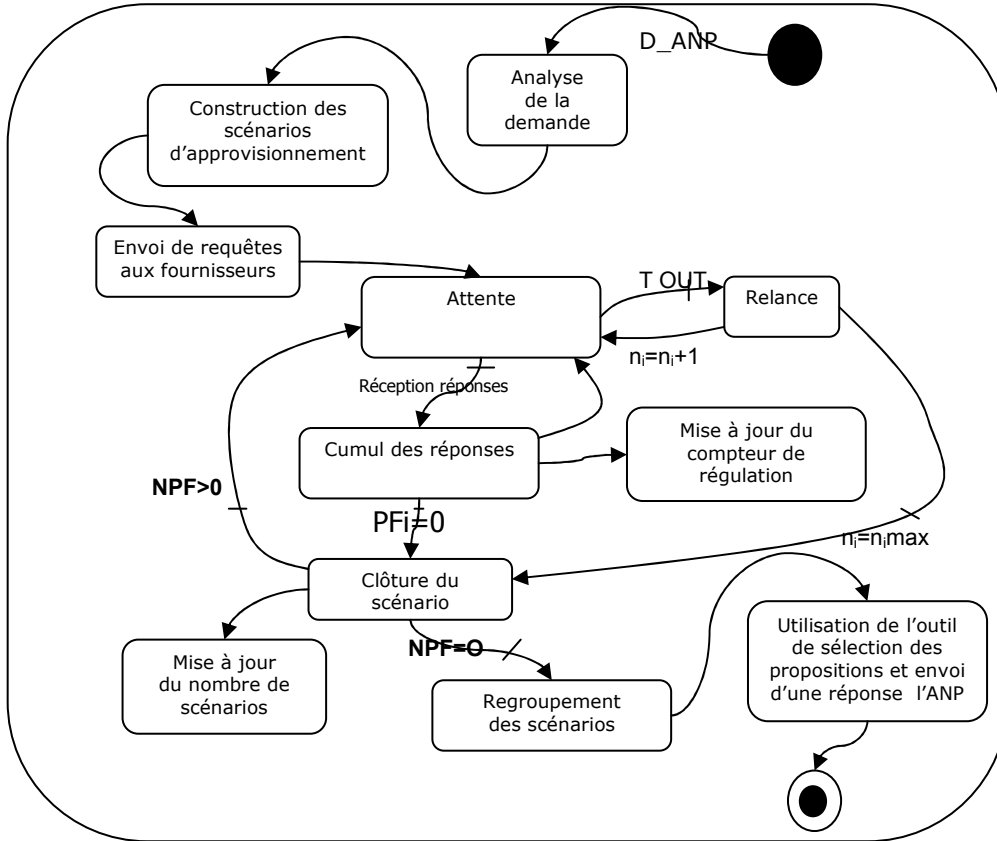 D_ANP
Analyse
de la
demande
Construction des
scénarios
d'approvisionnement
Envoi de requêtes
aux fournisseurs
Attente
T OUT
Relance
nᵢ=nᵢ+1
Réception réponses
Cumul des réponses
Mise à jour du
compteur de
régulation
NPF>0
PFi=0
nᵢ=nᵢmax
Clôture du
scénario
Utilisation de l'outil
de sélection des
propositions et envoi
d'une réponse l'ANP
NPF=O
Mise à jour
du nombre de
scénarios
Regroupement
des scénarios